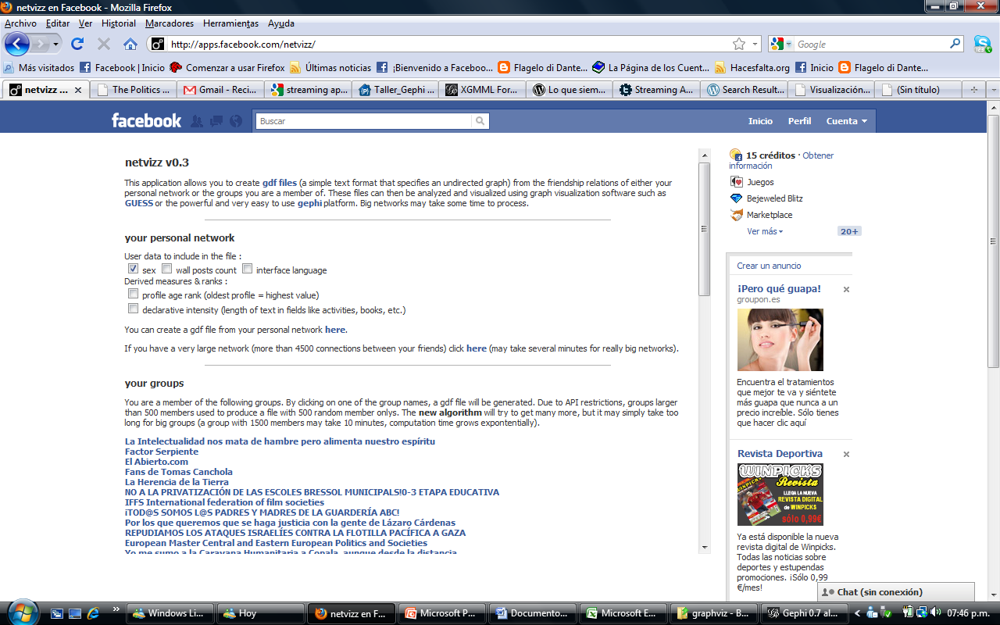 netvizz en Facebook - Mozilla Firefox
Archivo Editar Ver Historial Marcadores Herramientas Ayuda
http://apps.facebook.com/netvizz/
Google
Más visitados Facebook | Inicio Comenzar a usar Firefox Últimas noticias ¡Bienvenido a Faceboo... Flagelo di Dante... La Página de los Cuent... Hacesfalta.org Inicio Flagelo di Dante...
netvizz ... The Politics ... Gmail - Reci... streaming ap... Taller_Gephi ... XGMML For... Lo que siem... Streaming A... Search Result... Visualización... (Sin título)
facebook Buscar Inicio Perfil Cuenta
netvizz v0.3
This application allows you to create gdf files (a simple text format that specifies an undirected graph) from the friendship relations of either your
personal network or the groups you are a member of. These files can then be analyzed and visualized using graph visualization software such as
GUESS or the powerful and very easy to use gephi platform. Big networks may take some time to process.
your personal network
User data to include in the file :
sex wall posts count interface language
Derived measures & ranks :
profile age rank (oldest profile = highest value)
declarative intensity (length of text in fields like activities, books, etc.)
You can create a gdf file from your personal network here.
If you have a very large network (more than 4500 connections between your friends) click here (may take several minutes for really big networks).
your groups
You are a member of the following groups. By clicking on one of the group names, a gdf file will be generated. Due to API restrictions, groups larger
than 500 members used to produce a file with 500 random member onlys. The new algorithm will try to get many more, but it may simply take too
long for big groups (a group with 1500 members may take 10 minutes, computation time grows expontentially).
La Intelectualidad nos mata de hambre pero alimenta nuestro espíritu
Factor Serpiente
El Abierto.com
Fans de Tomas Canchola
La Herencia de la Tierra
NO A LA PRIVATIZACIÓN DE LAS ESCOLES BRESSOL MUNICIPALS!0-3 ETAPA EDUCATIVA
IFFS International federation of film societies
¡TOD@S SOMOS L@S PADRES Y MADRES DE LA GUARDERÍA ABC!
Por los que queremos que se haga justicia con la gente de Lázaro Cárdenas
REPUDIAMOS LOS ATAQUES ISRAELÍES CONTRA LA FLOTILLA PACÍFICA A GAZA
European Master Central and Eastern European Politics and Societies
Yo me sumo a la Caravana Humanitaria a Copala, aunque desde la distancia
15 créditos · Obtener
información
Juegos
Bejeweled Blitz
Marketplace
Ver más 20+
Crear un anuncio
¡Pero qué guapa!
groupon.es
Encuentra el tratamientos
que mejor te va y siéntete
más guapa que nunca a un
precio increíble. Sólo tienes
que hacer clic aquí
Revista Deportiva
WINPICKS
Revista
LLEGA LA NUEVA
REVISTA DIGITAL
de WINPICKS
sólo 0,99€
Ya está disponible la nueva
revista digital de Winpicks.
Todas las noticias sobre
deportes y estupendas
promociones. ¡Sólo 0,99
€/mes!
Chat (sin conexión)
Windows Li... Hoy netvizz en F... Microsoft P... Documento... Microsoft E... graphviz - B... Gephi 0.7 al... 07:46 p.m.